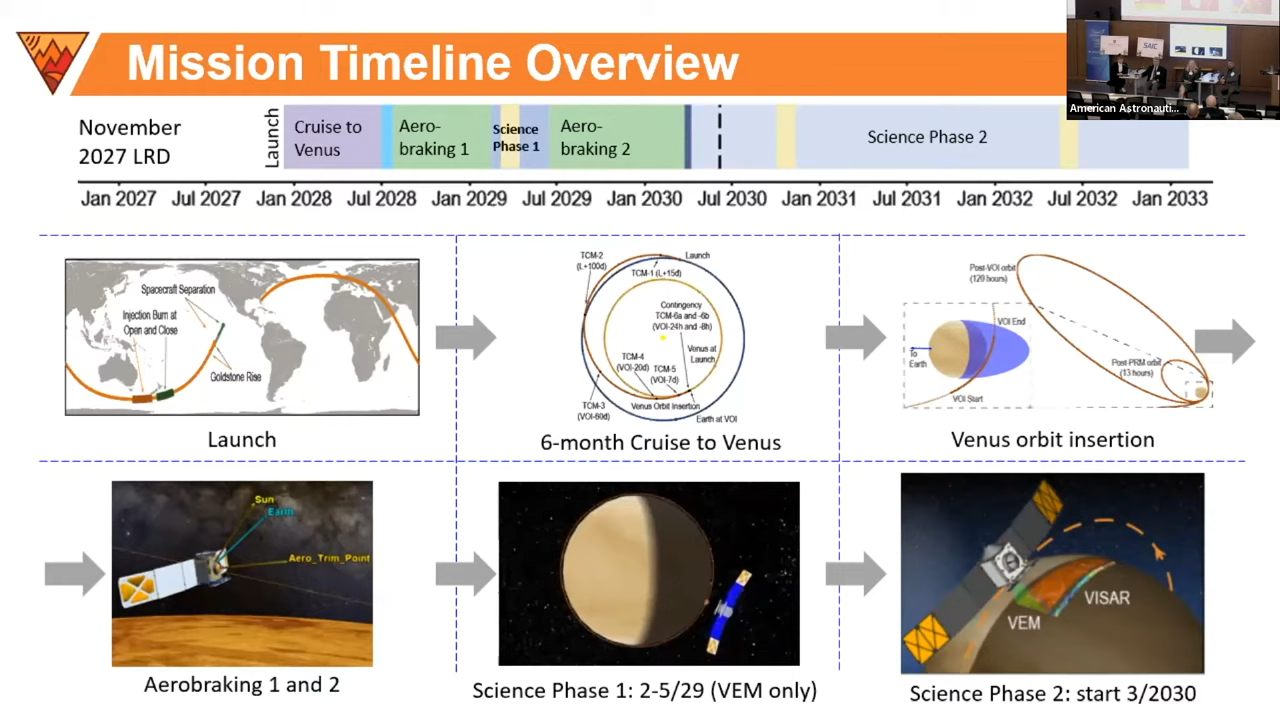 Mission Timeline Overview
SAIC
American Astronauti...
November
2027 LRD
Launch
Cruise to
Venus
Aero-
braking 1
Science
Phase 1
Aero-
braking 2
Science Phase 2
Jan 2027 Jul 2027 Jan 2028 Jul 2028 Jan 2029 Jul 2029 Jan 2030 Jul 2030 Jan 2031 Jul 2031 Jan 2032 Jul 2032 Jan 2033
Spacecraft Separation
Injection Burn at
Open and Close
Goldstone Rise
Launch
TCM-2
(L+100d)
Launch
TCM-1 (L+15d)
Contingency
TCM-6a and -6b
(VOI-24h and -8h)
Venus at
Launch
TCM-4
(VOI-20d)
TCM-5
(VOI-7d)
TCM-3
(VOI-60d)
Venus Orbit Insertion
Earth at VOI
6-month Cruise to Venus
Post-VOI orbit
(129 hours)
VOI End
To
Earth
VOI Start
Post-PRM orbit
(13 hours)
Venus orbit insertion
Sun
Earth
Aero_Trim_Point
Aerobraking 1 and 2
Science Phase 1: 2-5/29 (VEM only)
VISAR
VEM
Science Phase 2: start 3/2030